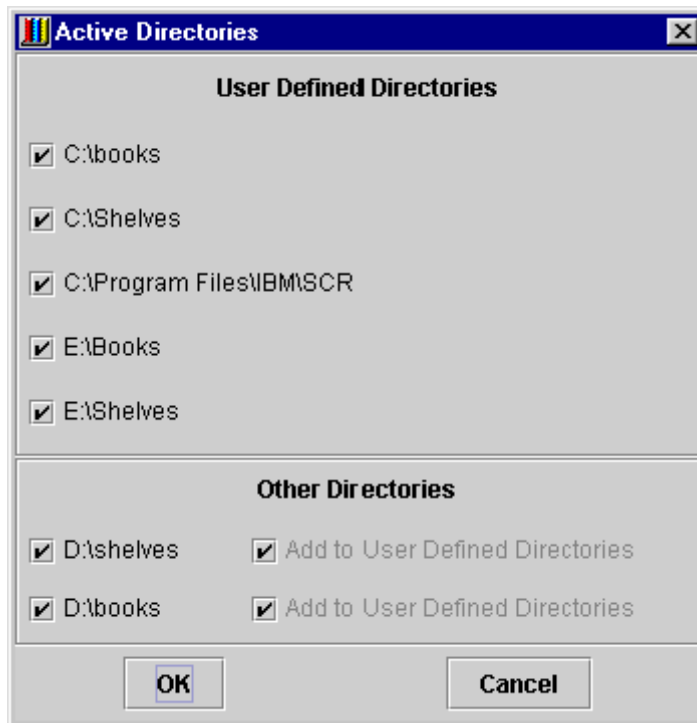 Active Directories
User Defined Directories
C:\books
C:\Shelves
C:\Program Files\IBM\SCR
E:\Books
E:\Shelves
Other Directories
D:\shelves Add to User Defined Directories
D:\books Add to User Defined Directories
OK Cancel